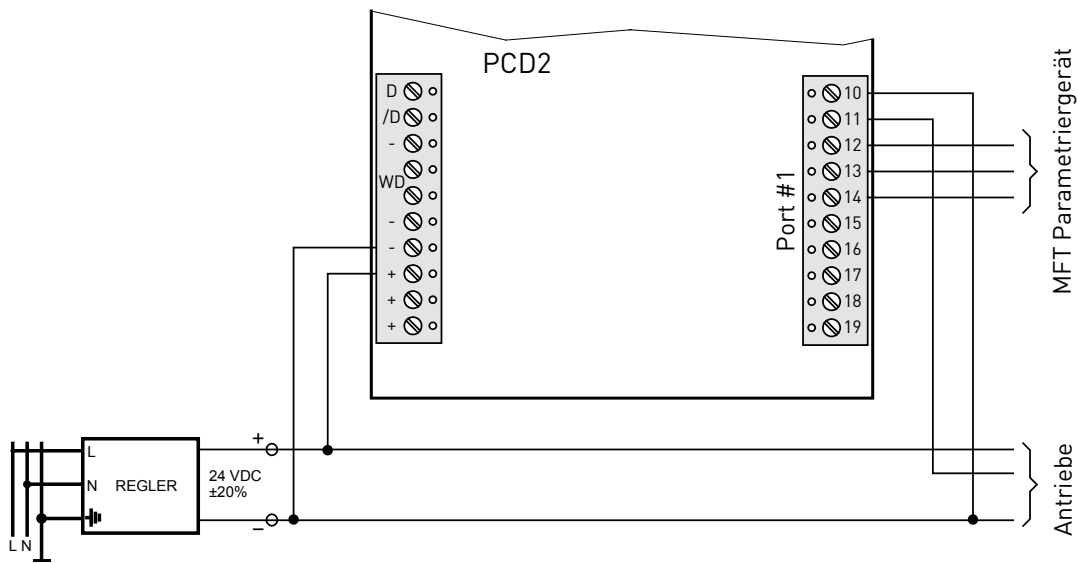 PCD2
D
/D
-
WD
-
-
+
+
+
Port #1
10
11
12
13
14
15
16
17
18
19
MFT Parametriergerät
Antriebe
L
N
REGLER
24 VDC
±20%
+
–
L N